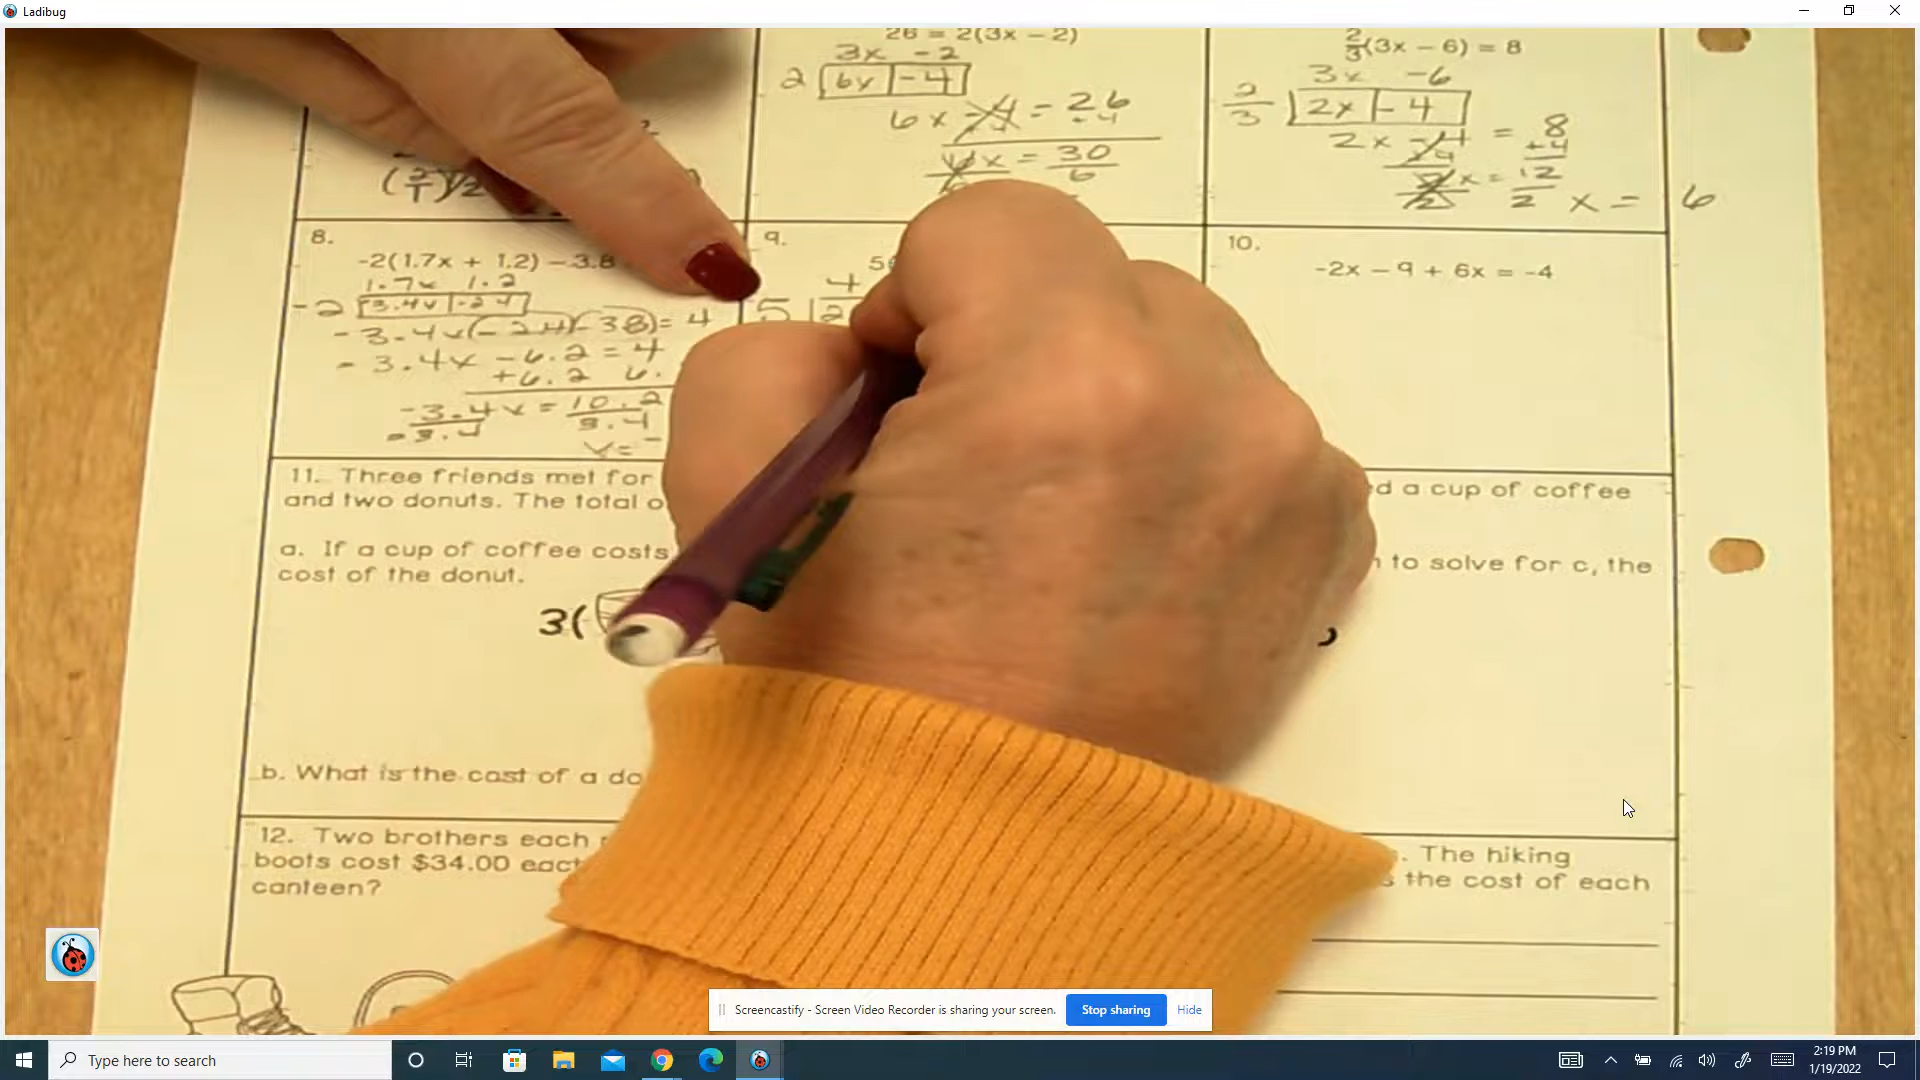 Ladibug
26 = 2(3x - 2)
3x -2
2 6x -4
6x -4 = 26
6x = 30
6
2/3(3x - 6) = 8
3x -6
2/3 2x -4
2x -4 = 8
+4
x = 12
2 2
x = 6
8.
-2(1.7x + 1.2) - 3.8
1.7x 1.2
-2
= 4
-3.4x - 6.2 = 4
+6.2 6.
-3.4x = 10.2
-3.4 3.4
x = -
9.
5(
4
5 2
10.
-2x - 9 + 6x = -4
11. Three friends met for
d a cup of coffee
and two donuts. The total o
a. If a cup of coffee costs
to solve for c, the
cost of the donut.
3(
)
b. What is the cost of a do
12. Two brothers each
. The hiking
boots cost $34.00 each
s the cost of each
canteen?
Screencastify - Screen Video Recorder is sharing your screen.
Stop sharing
Hide
Type here to search
2:19 PM
1/19/2022